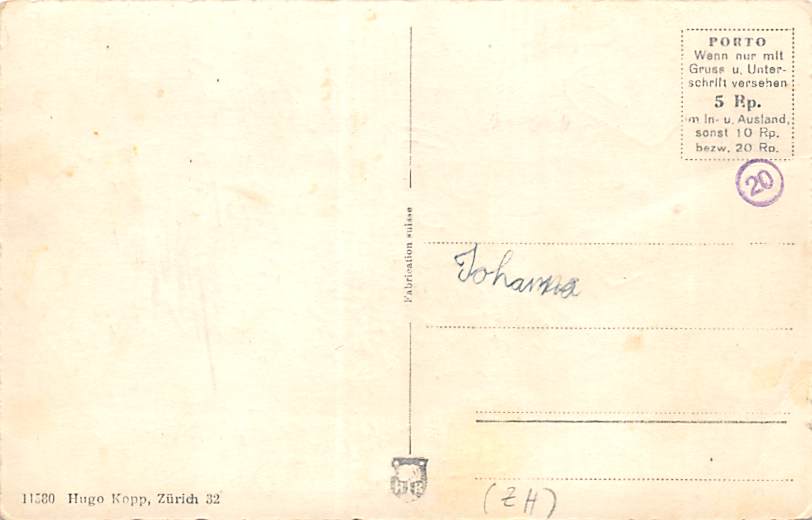 PORTO
Wenn nur mit
Gruss u. Unter-
schrift versehen
5 Rp.
im In- u. Ausland,
sonst 10 Rp.
bezw. 20 Rp.
20
Fabrication suisse
Johanna
11580 Hugo Kopp, Zürich 32
(ZH)